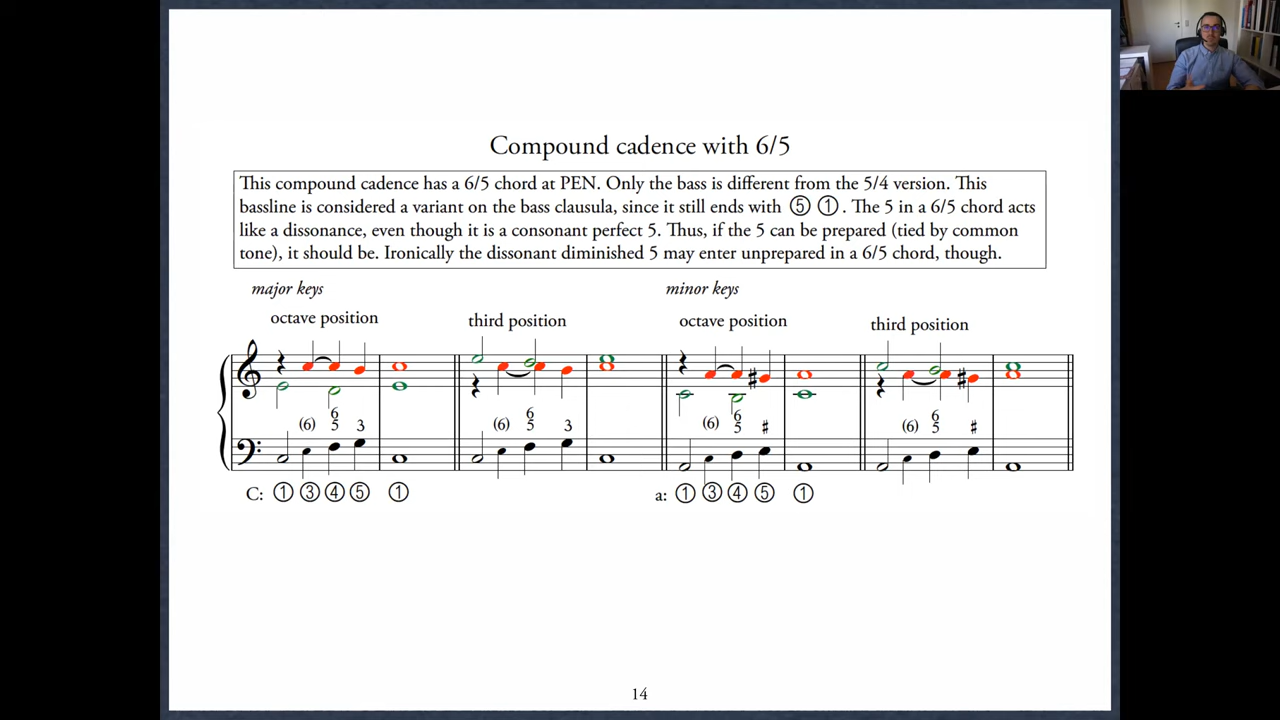 Compound cadence with 6/5
This compound cadence has a 6/5 chord at PEN. Only the bass is different from the 5/4 version. This
bassline is considered a variant on the bass clausula, since it still ends with ⑤ ①. The 5 in a 6/5 chord acts
like a dissonance, even though it is a consonant perfect 5. Thus, if the 5 can be prepared (tied by common
tone), it should be. Ironically the dissonant diminished 5 may enter unprepared in a 6/5 chord, though.
major keys minor keys
octave position third position octave position third position
6 6 6 6
(6) 5 3 (6) 5 3 (6) 5 ♯ (6) 5 ♯
C: ① ③ ④ ⑤ ① a: ① ③ ④ ⑤ ①
14